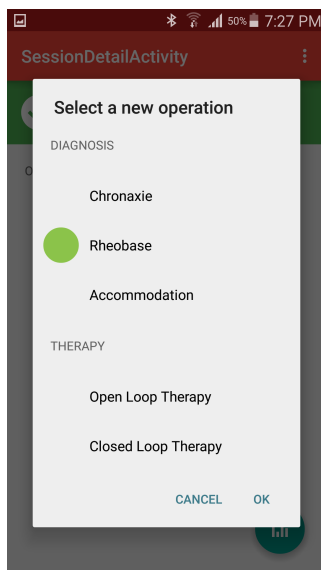 50% 7:27 PM
SessionDetailActivity
Select a new operation
DIAGNOSIS
O
Chronaxie
Rheobase
Accommodation
THERAPY
Open Loop Therapy
Closed Loop Therapy
CANCEL OK